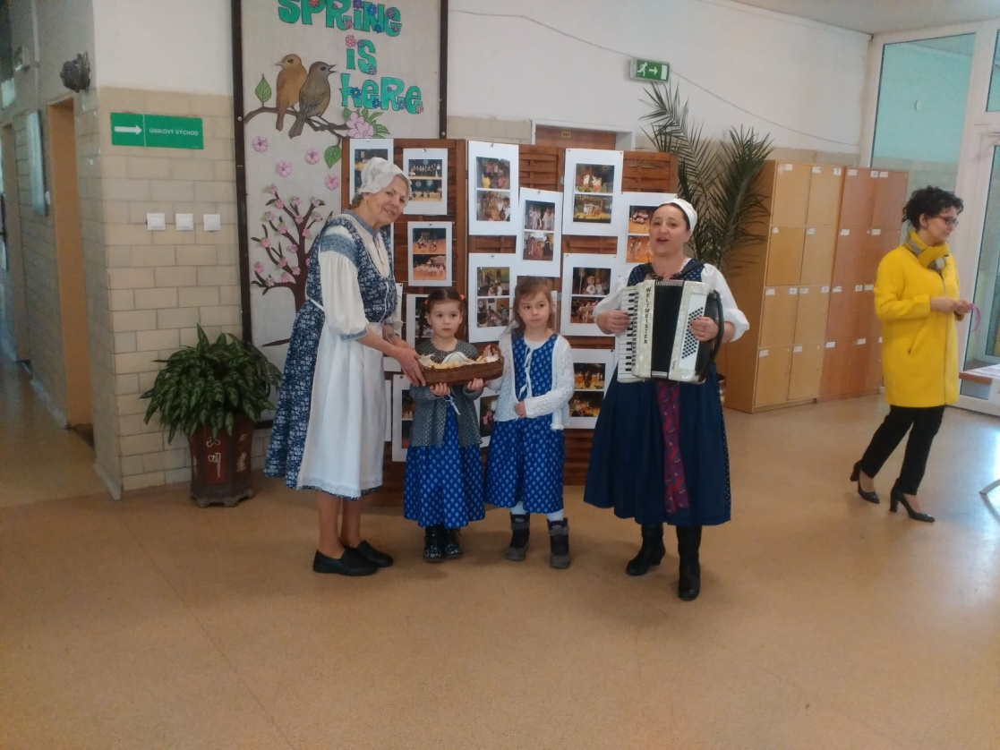 SPRING
iS
HeRe
ÚNIKOVÝ VÝCHOD
WELTMEISTER